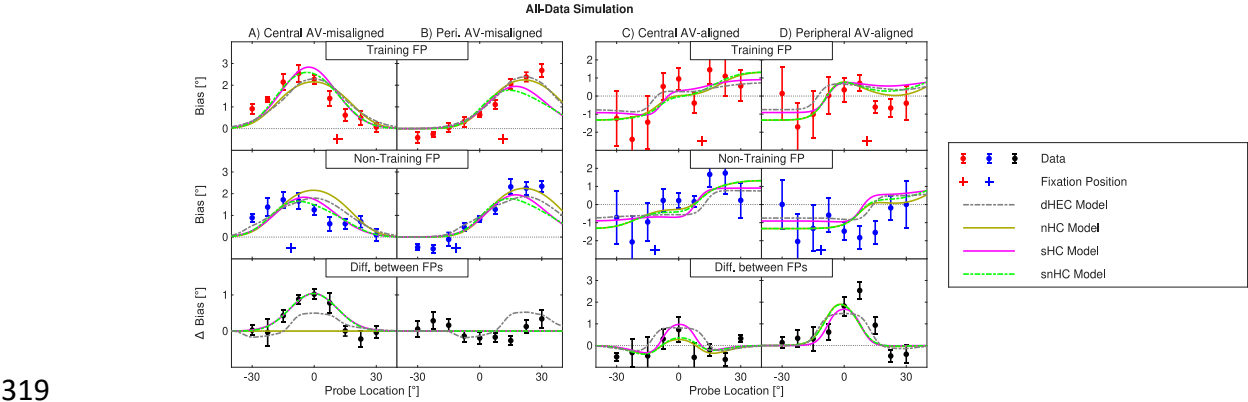 All-Data Simulation
A) Central AV-misaligned
B) Peri. AV-misaligned
C) Central AV-aligned
D) Peripheral AV-aligned
Training FP
Training FP
Bias [°]
3
2
1
0
Bias [°]
2
1
0
-1
-2
Non-Training FP
Non-Training FP
Bias [°]
3
2
1
0
Bias [°]
2
1
0
-1
-2
Diff. between FPs
Diff. between FPs
Δ Bias [°]
1
0
Δ Bias [°]
3
2
1
0
-30
0
30
-30
0
30
-30
0
30
-30
0
30
Probe Location [°]
Probe Location [°]
Data
Fixation Position
dHEC Model
nHC Model
sHC Model
snHC Model
319